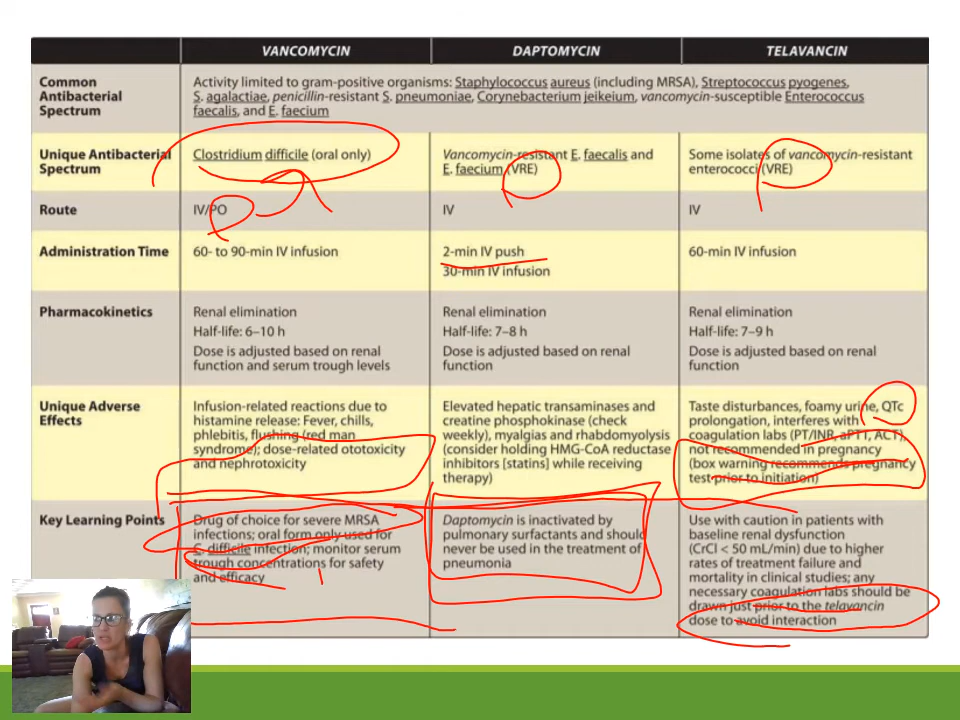 VANCOMYCIN DAPTOMYCIN TELAVANCIN
Common
Antibacterial
Spectrum
Activity limited to gram-positive organisms: Staphylococcus aureus (including MRSA), Streptococcus pyogenes,
S. agalactiae, penicillin-resistant S. pneumoniae, Corynebacterium jeikeium, vancomycin-susceptible Enterococcus
faecalis, and E. faecium
Unique Antibacterial
Spectrum
Clostridium difficile (oral only)
Vancomycin-resistant E. faecalis and
E. faecium (VRE)
Some isolates of vancomycin-resistant
enterococci (VRE)
Route
IV/PO
IV
IV
Administration Time
60- to 90-min IV infusion
2-min IV push
30-min IV infusion
60-min IV infusion
Pharmacokinetics
Renal elimination
Half-life: 6–10 h
Dose is adjusted based on renal
function and serum trough levels
Renal elimination
Half-life: 7–8 h
Dose is adjusted based on renal
function
Renal elimination
Half-life: 7–9 h
Dose is adjusted based on renal
function
Unique Adverse
Effects
Infusion-related reactions due to
histamine release: Fever, chills,
phlebitis, flushing (red man
syndrome); dose-related ototoxicity
and nephrotoxicity
Elevated hepatic transaminases and
creatine phosphokinase (check
weekly), myalgias and rhabdomyolysis
(consider holding HMG-CoA reductase
inhibitors [statins] while receiving
therapy)
Taste disturbances, foamy urine, QTc
prolongation, interferes with
coagulation labs (PT/INR, aPTT, ACT),
not recommended in pregnancy
(box warning recommends pregnancy
test prior to initiation)
Key Learning Points
Drug of choice for severe MRSA
infections; oral form only used for
C. difficile infection; monitor serum
trough concentrations for safety
and efficacy
Daptomycin is inactivated by
pulmonary surfactants and should
never be used in the treatment of
pneumonia
Use with caution in patients with
baseline renal dysfunction
(CrCl < 50 mL/min) due to higher
rates of treatment failure and
mortality in clinical studies; any
necessary coagulation labs should be
drawn just prior to the telavancin
dose to avoid interaction